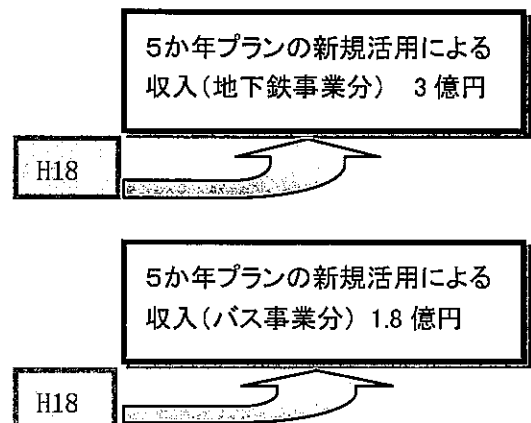 5か年プランの新規活用による
収入(地下鉄事業分) 3億円
H18
5か年プランの新規活用による
収入(バス事業分) 1.8億円
H18